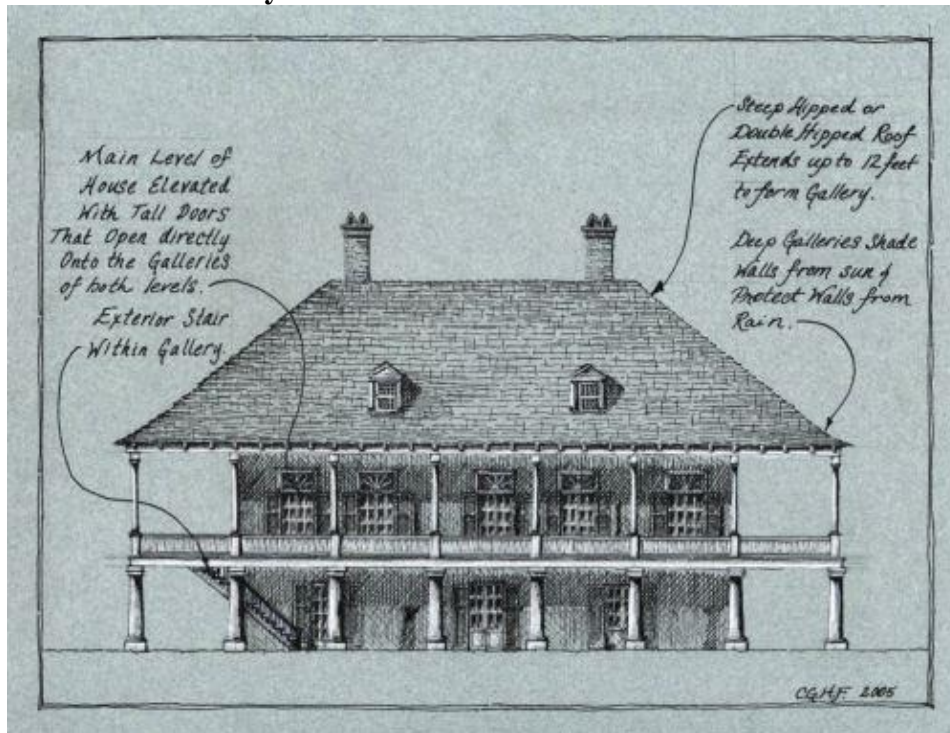 Main Level of
House Elevated
With Tall Doors
That Open directly
Onto the Galleries
of both levels.
Exterior Stair
Within Gallery.
Steep Hipped or
Double Hipped Roof
Extends up to 12 feet
to form Gallery.
Deep Galleries Shade
Walls from sun &
Protect Walls from
Rain.
CGHF. 2005